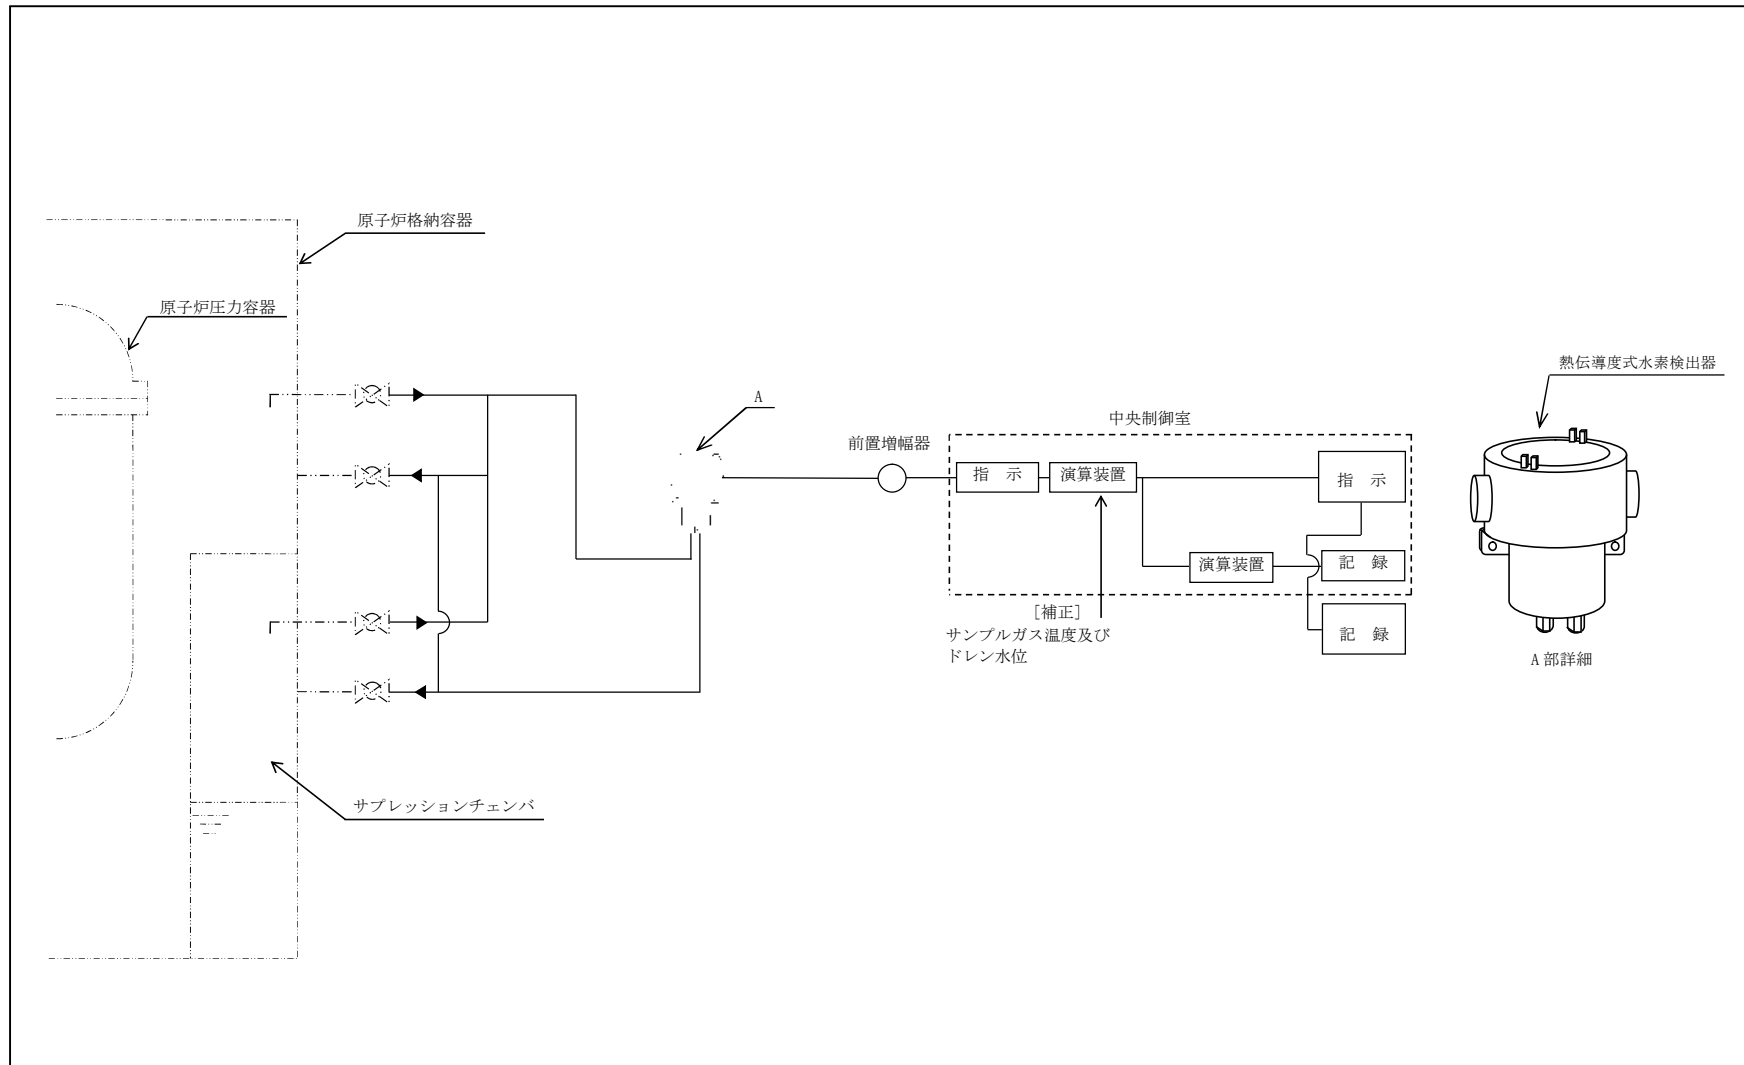 原子炉格納容器
原子炉圧力容器
サプレッションチェンバ
A
前置増幅器
中央制御室
指 示
演算装置
指 示
演算装置
記 録
記 録
[補正]
サンプルガス温度及び
ドレン水位
熱伝導度式水素検出器
A部詳細